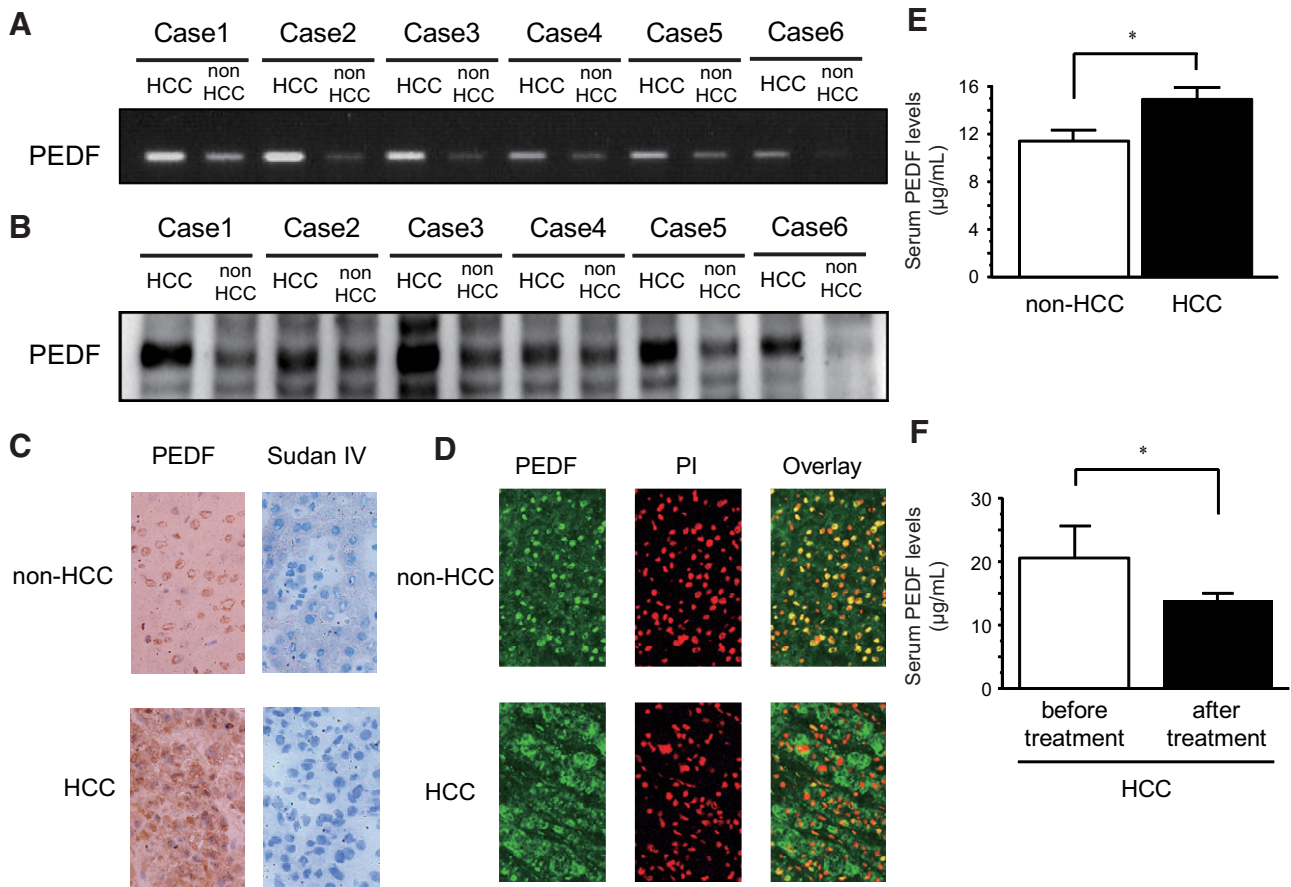 A
Case1 Case2 Case3 Case4 Case5 Case6
HCC non HCC HCC non HCC HCC non HCC HCC non HCC HCC non HCC HCC non HCC
PEDF
B
Case1 Case2 Case3 Case4 Case5 Case6
HCC non HCC HCC non HCC HCC non HCC HCC non HCC HCC non HCC HCC non HCC
PEDF
C
PEDF Sudan IV
non-HCC
HCC
D
PEDF PI Overlay
non-HCC
HCC
E
*
Serum PEDF levels
(µg/mL)
16
12
8
4
0
non-HCC HCC
F
*
Serum PEDF levels
(µg/mL)
30
20
10
0
before
treatment
after
treatment
HCC